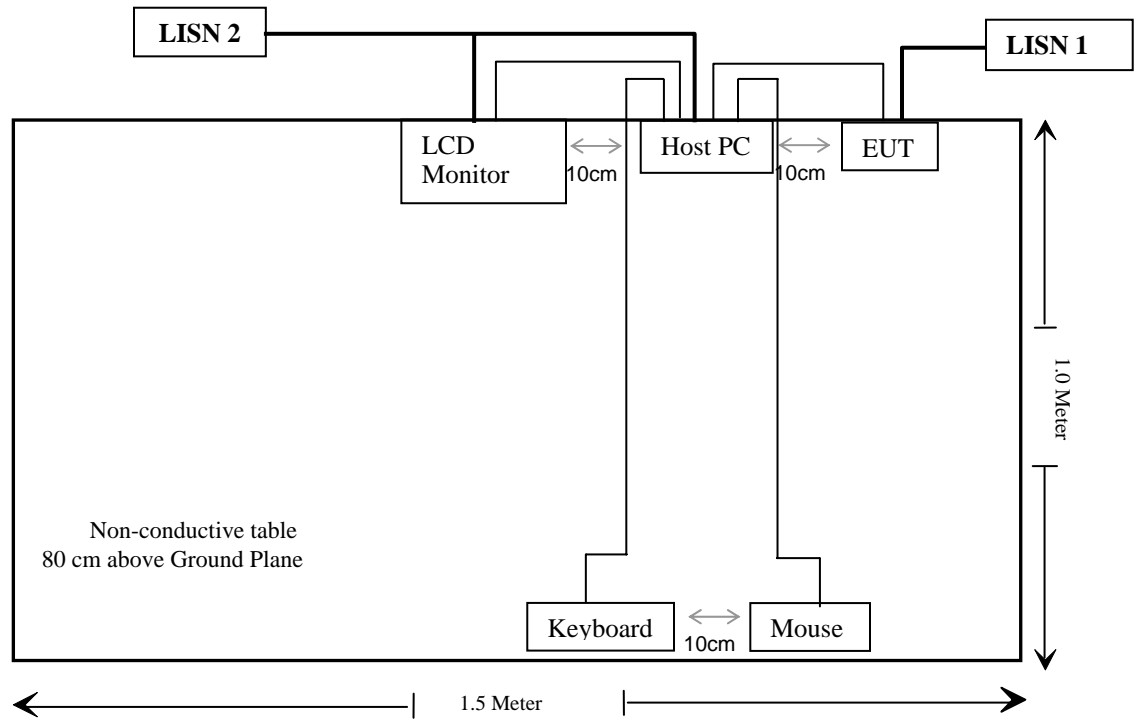 LISN 2
LISN 1
LCD
Monitor
10cm
Host PC
10cm
EUT
1.0 Meter
Non-conductive table
80 cm above Ground Plane
Keyboard
10cm
Mouse
1.5 Meter